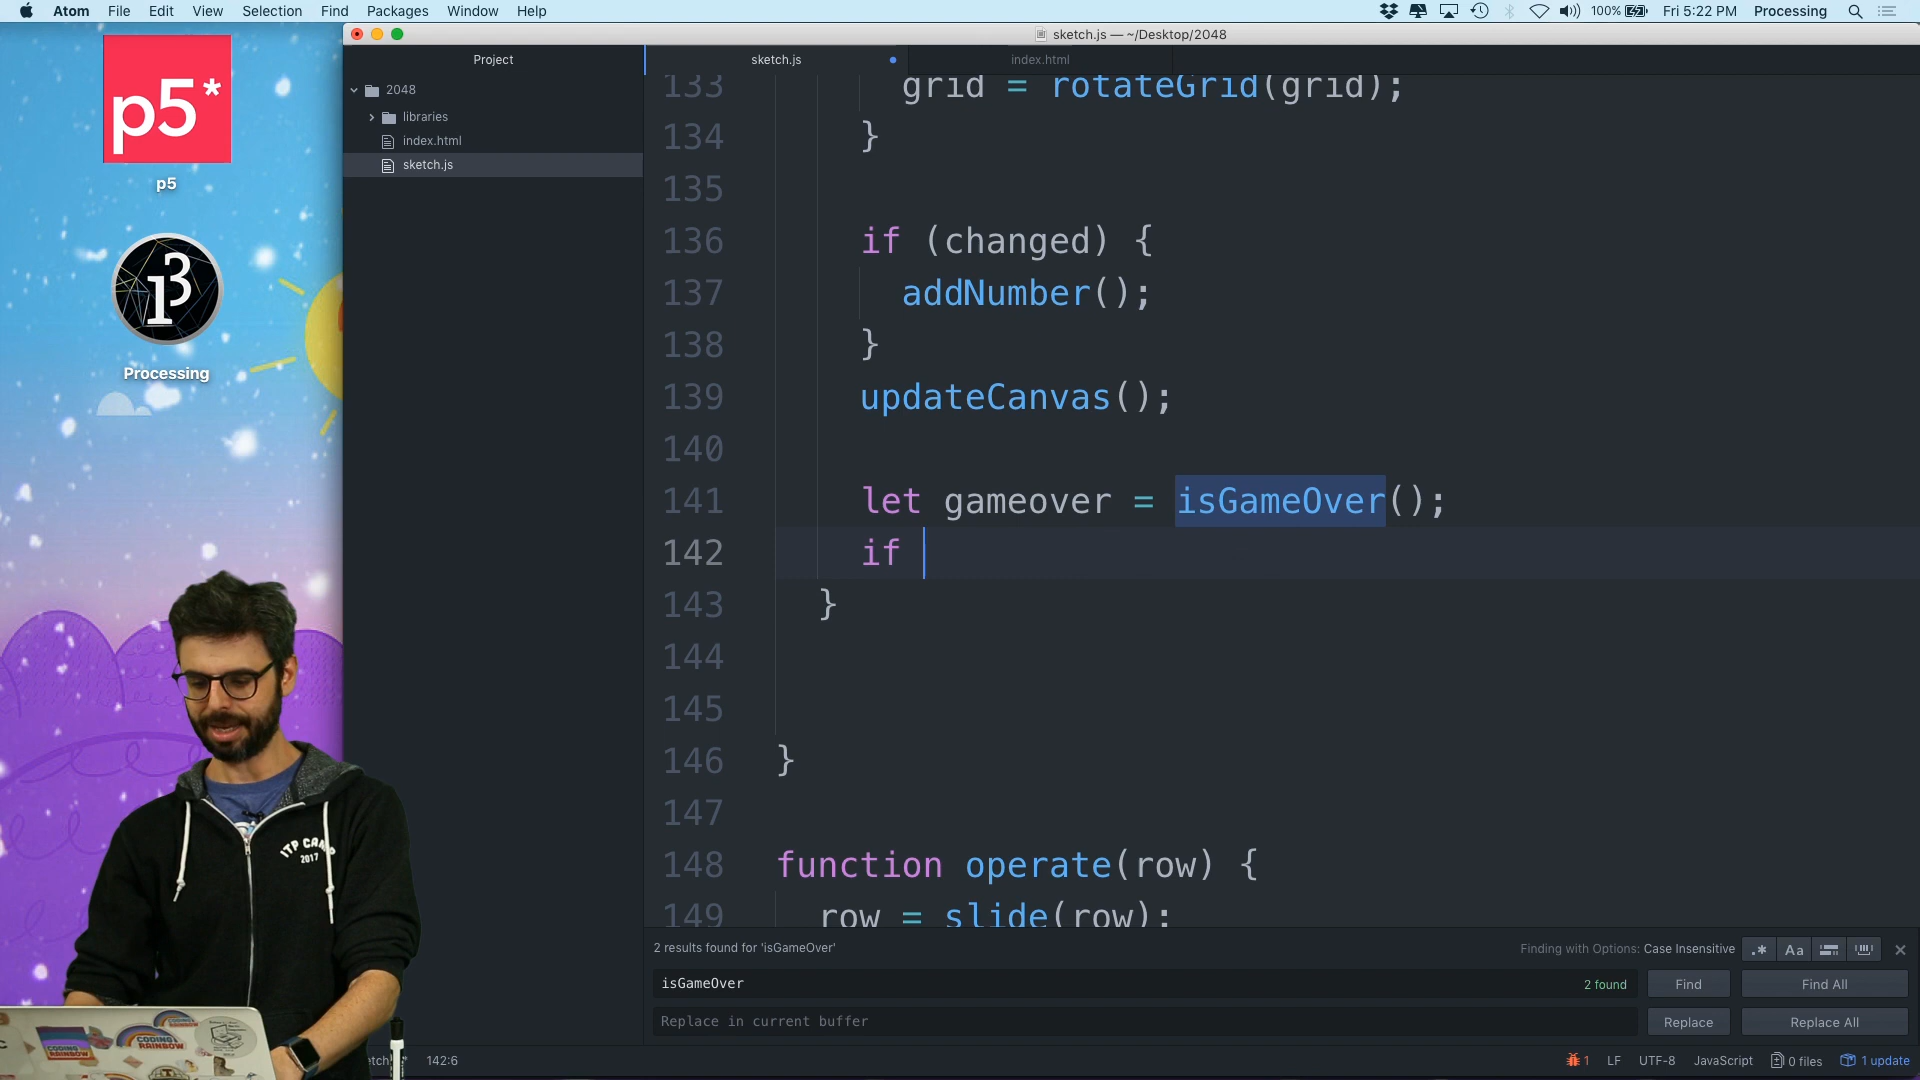 Atom File Edit View Selection Find Packages Window Help
100% Fri 5:22 PM Processing
sketch.js — ~/Desktop/2048
p5*
p5
Processing
Project
2048
libraries
index.html
sketch.js
sketch.js
index.html
133 grid = rotateGrid(grid);
134 }
135
136 if (changed) {
137 addNumber();
138 }
139 updateCanvas();
140
141 let gameover = isGameOver();
142 if
143 }
144
145
146 }
147
148 function operate(row) {
149 row = slide(row);
2 results found for 'isGameOver'
Finding with Options: Case Insensitive
.* Aa
isGameOver
2 found
Find
Find All
Replace in current buffer
Replace
Replace All
142:6
1 LF UTF-8 JavaScript 0 files 1 update
2017
CODING
RAINBOW